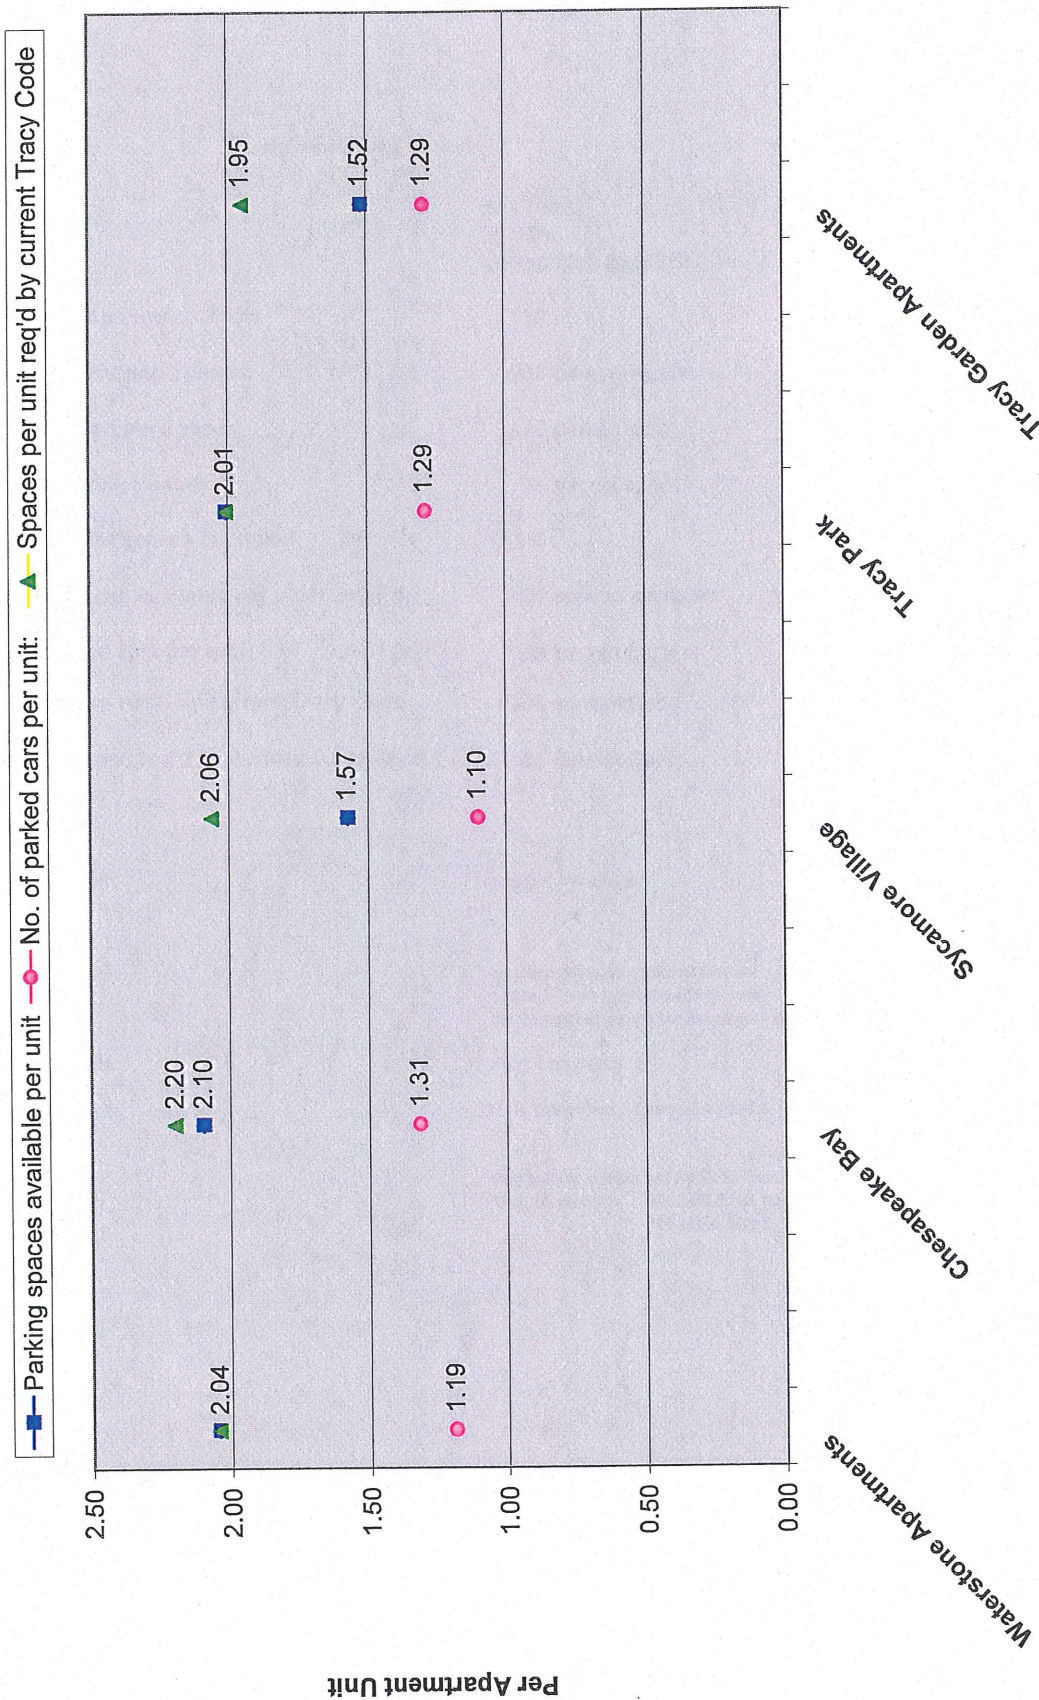 Parking spaces available per unit No. of parked cars per unit: Spaces per unit req'd by current Tracy Code
Per Apartment Unit
2.50
2.00
1.50
1.00
0.50
0.00
2.04
1.19
2.20
2.10
1.31
2.06
1.57
1.10
2.01
1.29
1.95
1.52
1.29
Waterstone Apartments
Chesapeake Bay
Sycamore Village
Tracy Park
Tracy Garden Apartments